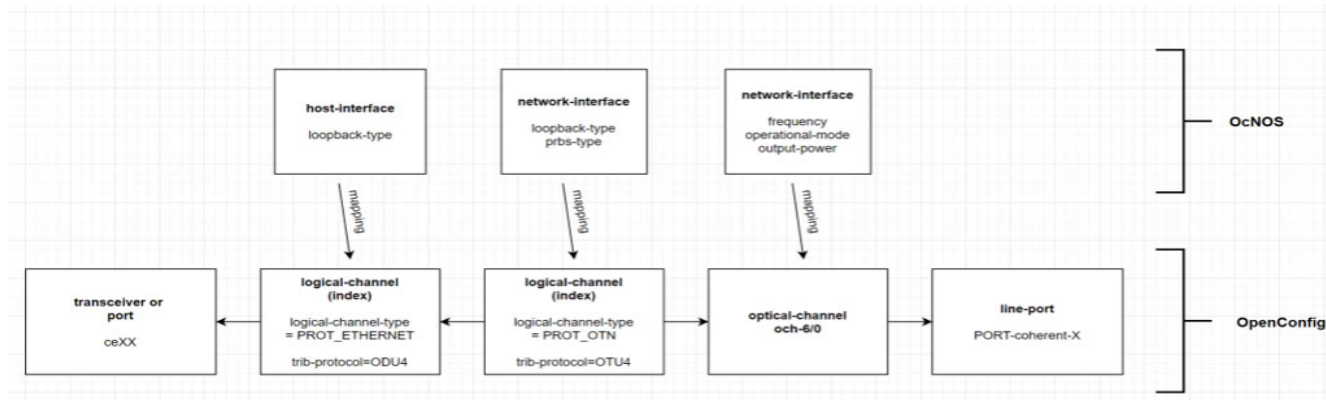 host-interface
loopback-type
network-interface
loopback-type
prbs-type
network-interface
frequency
operational-mode
output-power
OcNOS
mapping
mapping
mapping
transceiver or
port
ceXX
logical-channel
(index)
logical-channel-type
= PROT_ETHERNET
trib-protocol=ODU4
logical-channel
(index)
logical-channel-type
= PROT_OTN
trib-protocol=OTU4
optical-channel
och-6/0
line-port
PORT-coherent-X
OpenConfig